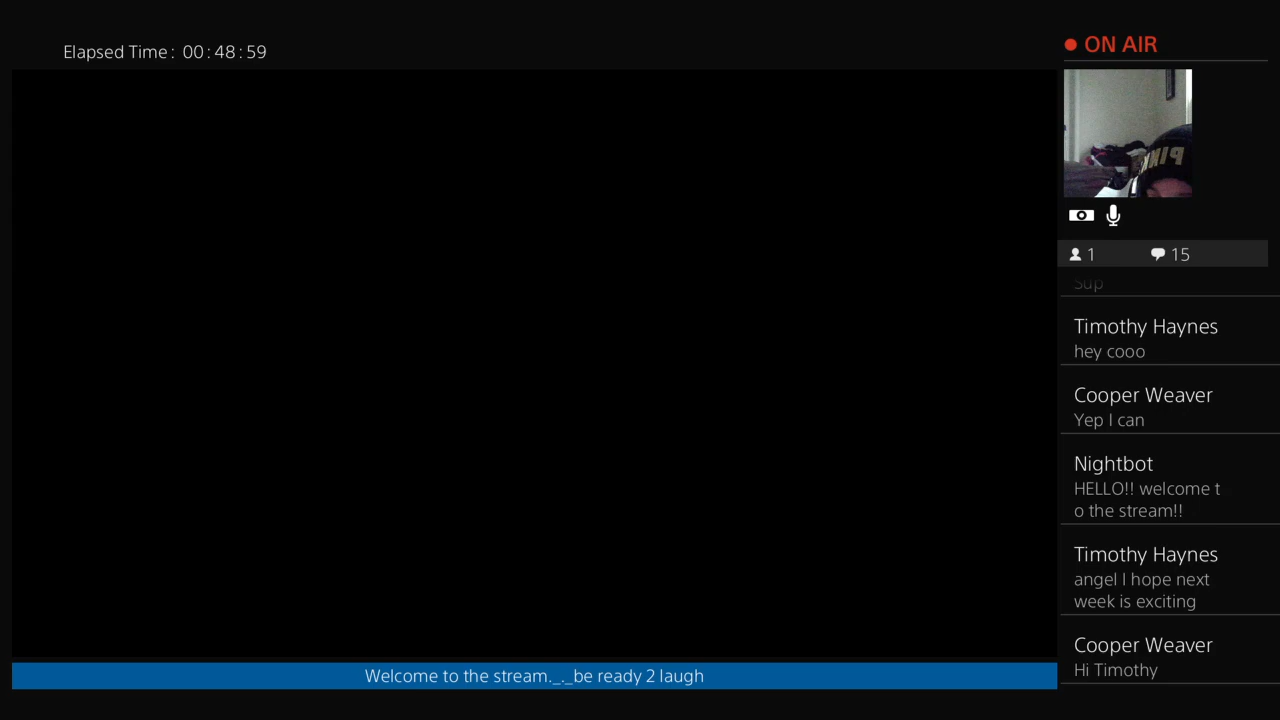 Elapsed Time: 00:48:59
ON AIR
PINK
1
15
Sup
Timothy Haynes
hey cooo
Cooper Weaver
Yep I can
Nightbot
HELLO!! welcome t
o the stream!!
Timothy Haynes
angel I hope next
week is exciting
Cooper Weaver
Hi Timothy
Welcome to the stream._._be ready 2 laugh